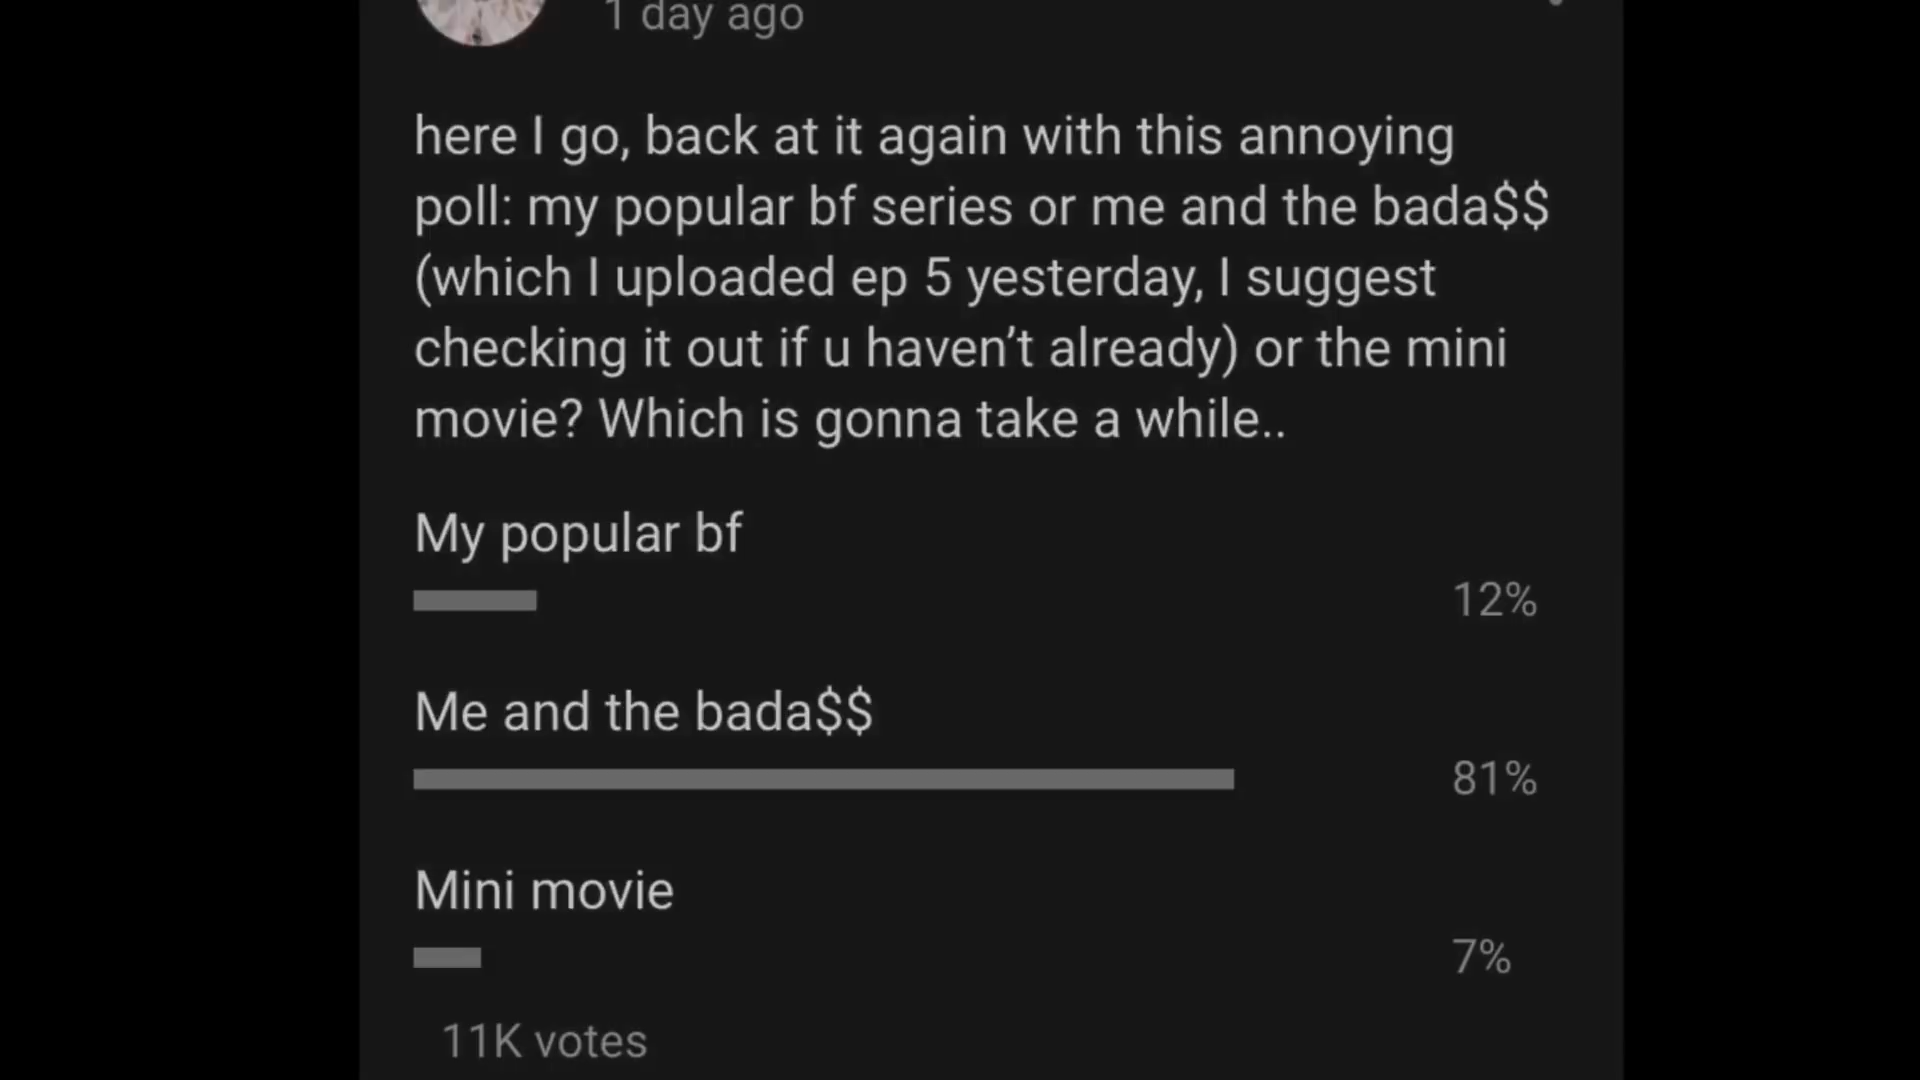 1 day ago
here I go, back at it again with this annoying
poll: my popular bf series or me and the bada$$
(which I uploaded ep 5 yesterday, I suggest
checking it out if u haven’t already) or the mini
movie? Which is gonna take a while..
My popular bf
12%
Me and the bada$$
81%
Mini movie
7%
11K votes